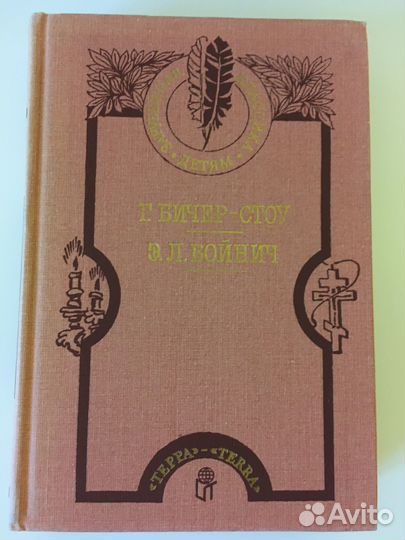 • ДЕТЯМ •
Г. БИЧЕР-СТОУ
Э. Л. ВОЙНИЧ
«ТЕРРА»-«TERRA»
Avito